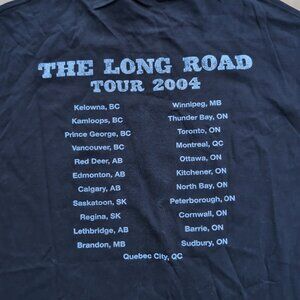 THE LONG ROAD
TOUR 2004
Kelowna, BC
Kamloops, BC
Prince George, BC
Vancouver, BC
Red Deer, AB
Edmonton, AB
Calgary, AB
Saskatoon, SK
Regina, SK
Lethbridge, AB
Brandon, MB
Winnipeg, MB
Thunder Bay, ON
Toronto, ON
Montreal, QC
Ottawa, ON
Kitchener, ON
North Bay, ON
Peterborough, ON
Cornwall, ON
Barrie, ON
Sudbury, ON
Quebec City, QC